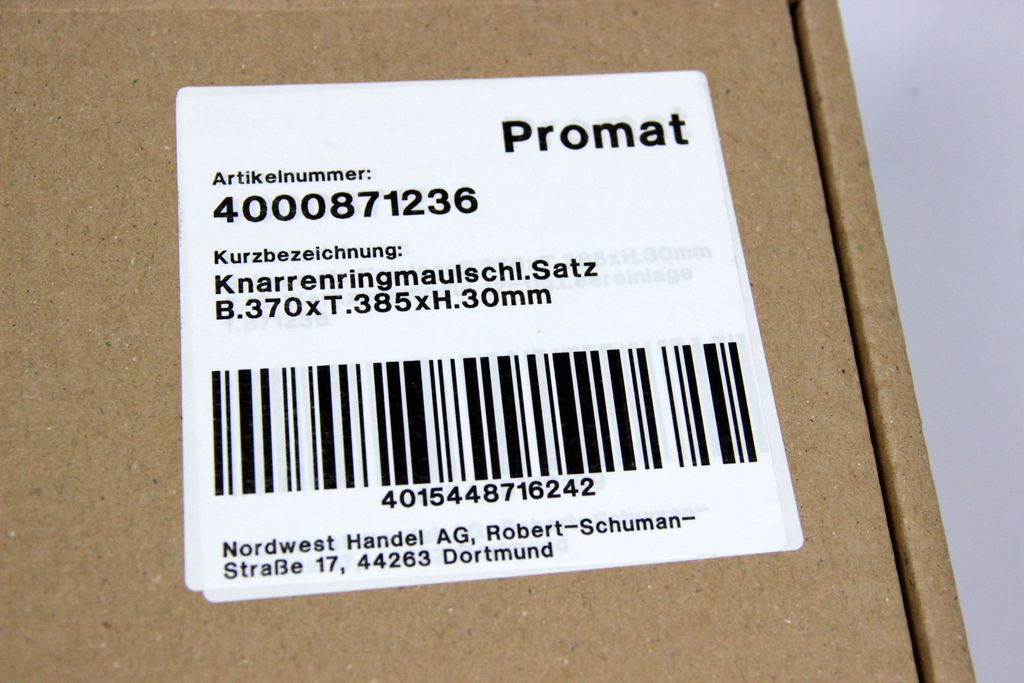 Promat
Artikelnummer:
4000871236
Kurzbezeichnung:
Knarrenringmaulschl.Satz
B.370xT.385xH.30mm
4015448716242
Nordwest Handel AG, Robert-Schuman-
Straße 17, 44263 Dortmund